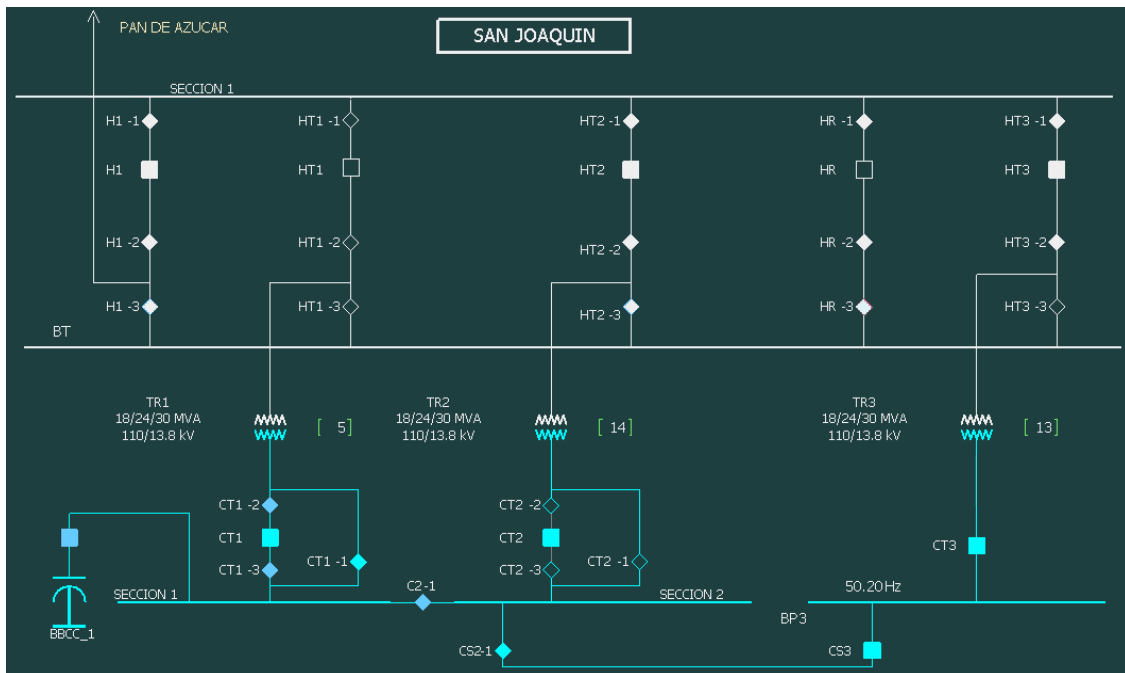 PAN DE AZUCAR
SAN JOAQUIN
SECCION 1
H1 -1
HT1 -1
HT2 -1
HR -1
HT3 -1
H1
HT1
HT2
HR
HT3
H1 -2
HT1 -2
HT2 -2
HR -2
HT3 -2
H1 -3
HT1 -3
HT2 -3
HR -3
HT3 -3
BT
TR1
18/24/30 MVA
110/13.8 kV
[ 5]
TR2
18/24/30 MVA
110/13.8 kV
[ 14]
TR3
18/24/30 MVA
110/13.8 kV
[ 13]
CT1 -2
CT1
CT1 -3
CT1 -1
CT2 -2
CT2
CT2 -3
CT2 -1
CT3
C2-1
SECCION 1
SECCION 2
50.20Hz
BP3
BBCC_1
CS2-1
CS3